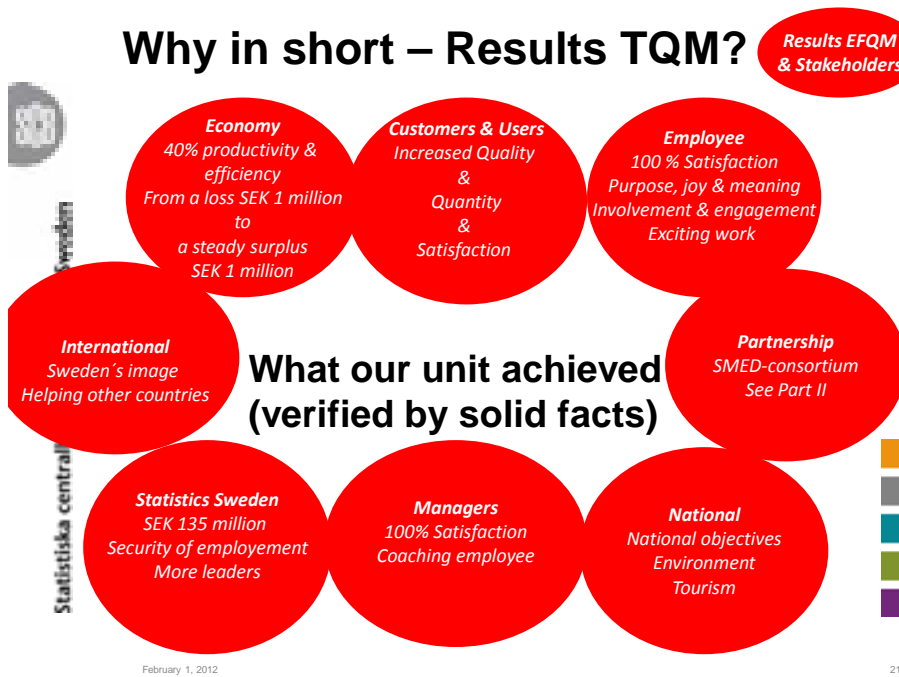 Why in short – Results TQM?
Results EFQM
& Stakeholders
Economy
40% productivity &
efficiency
From a loss SEK 1 million
to
a steady surplus
SEK 1 million
Customers & Users
Increased Quality
&
Quantity
&
Satisfaction
Employee
100 % Satisfaction
Purpose, joy & meaning
Involvement & engagement
Exciting work
International
Sweden´s image
Helping other countries
What our unit achieved
(verified by solid facts)
Partnership
SMED-consortium
See Part II
Statistics Sweden
SEK 135 million
Security of employement
More leaders
Managers
100% Satisfaction
Coaching employee
National
National objectives
Environment
Tourism
Statistiska central
Sweden
February 1, 2012
21